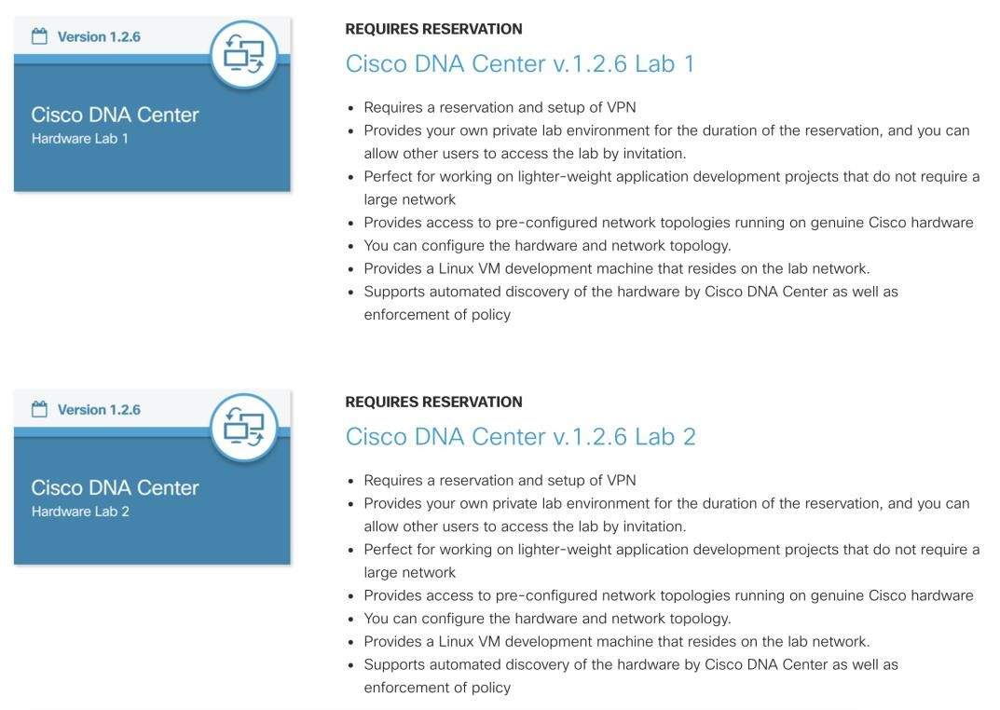 Version 1.2.6
Cisco DNA Center
Hardware Lab 1
REQUIRES RESERVATION
Cisco DNA Center v.1.2.6 Lab 1
• Requires a reservation and setup of VPN
• Provides your own private lab environment for the duration of the reservation, and you can
allow other users to access the lab by invitation.
• Perfect for working on lighter-weight application development projects that do not require a
large network
• Provides access to pre-configured network topologies running on genuine Cisco hardware
• You can configure the hardware and network topology.
• Provides a Linux VM development machine that resides on the lab network.
• Supports automated discovery of the hardware by Cisco DNA Center as well as
enforcement of policy
Version 1.2.6
Cisco DNA Center
Hardware Lab 2
REQUIRES RESERVATION
Cisco DNA Center v.1.2.6 Lab 2
• Requires a reservation and setup of VPN
• Provides your own private lab environment for the duration of the reservation, and you can
allow other users to access the lab by invitation.
• Perfect for working on lighter-weight application development projects that do not require a
large network
• Provides access to pre-configured network topologies running on genuine Cisco hardware
• You can configure the hardware and network topology.
• Provides a Linux VM development machine that resides on the lab network.
• Supports automated discovery of the hardware by Cisco DNA Center as well as
enforcement of policy